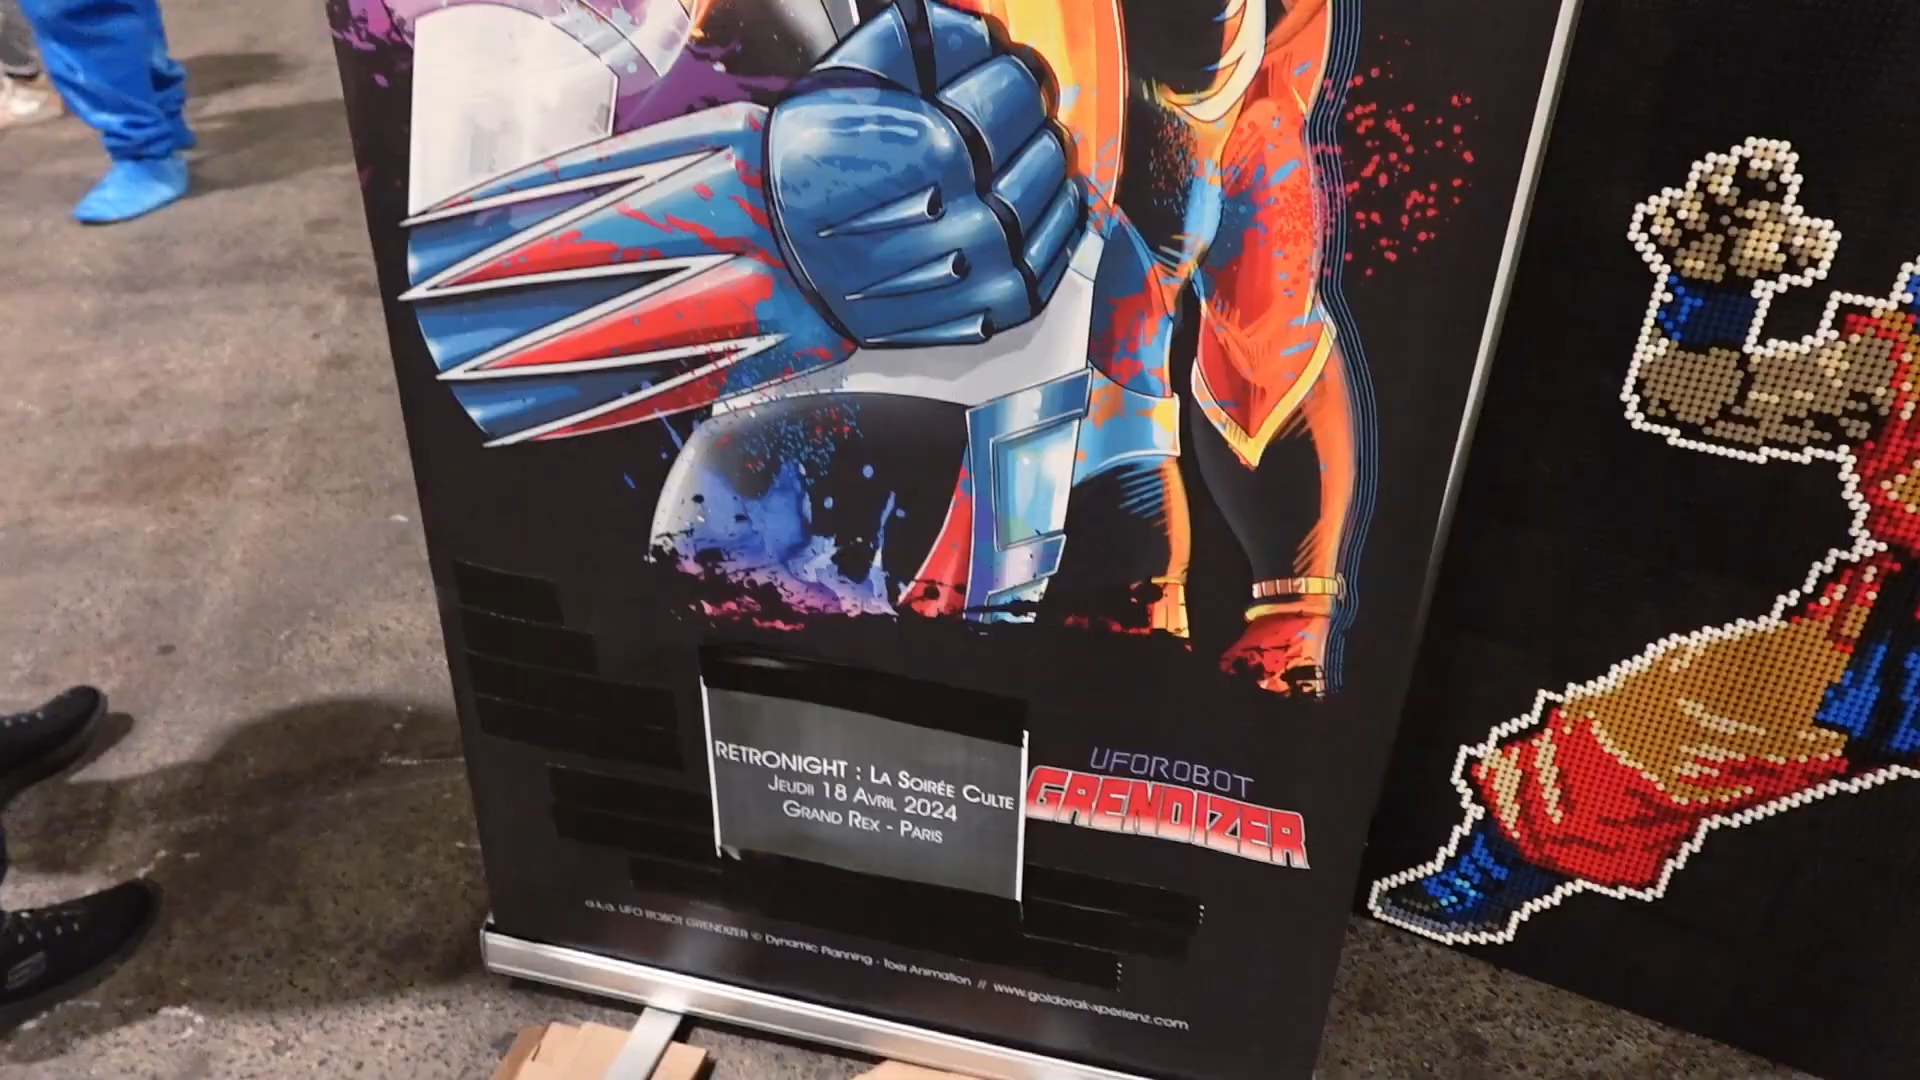 RETRONIGHT : LA SOIRÉE CULTE
JEUDI 18 AVRIL 2024
GRAND REX - PARIS
UFOROBOT
GRENDIZER
a.k.a. UFO ROBOT GRENDIZER © Dynamic Planning - Toei Animation // www.goldorakxperienz.com